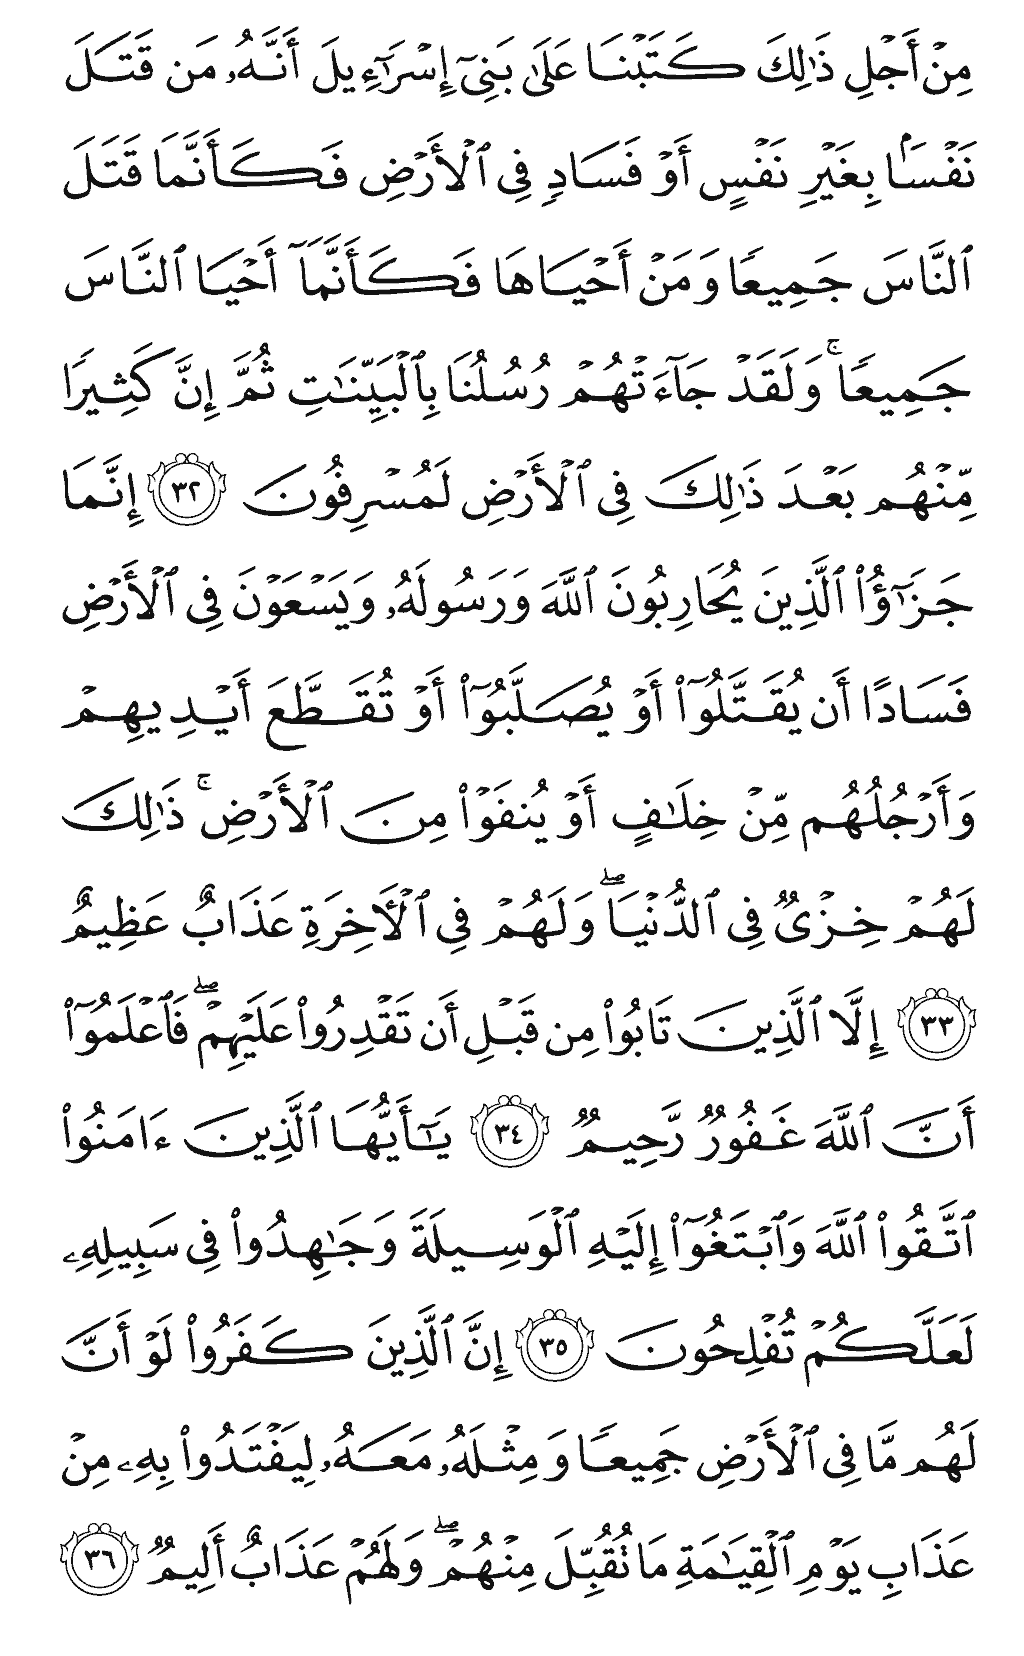 مِنۡ أَجۡلِ ذَٰلِكَ كَتَبۡنَا عَلَىٰ بَنِيٓ إِسۡرَـٰٓءِيلَ أَنَّهُۥ مَن قَتَلَ
نَفۡسَۢا بِغَيۡرِ نَفۡسٍ أَوۡ فَسَادٖ فِي ٱلۡأَرۡضِ فَكَأَنَّمَا قَتَلَ
ٱلنَّاسَ جَمِيعٗا وَمَنۡ أَحۡيَاهَا فَكَأَنَّمَآ أَحۡيَا ٱلنَّاسَ
جَمِيعٗاۚ وَلَقَدۡ جَآءَتۡهُمۡ رُسُلُنَا بِٱلۡبَيِّنَٰتِ ثُمَّ إِنَّ كَثِيرٗا
مِّنۡهُم بَعۡدَ ذَٰلِكَ فِي ٱلۡأَرۡضِ لَمُسۡرِفُونَ ٣٢ إِنَّمَا
جَزَـٰٓؤُاْ ٱلَّذِينَ يُحَارِبُونَ ٱللَّهَ وَرَسُولَهُۥ وَيَسۡعَوۡنَ فِي ٱلۡأَرۡضِ
فَسَادًا أَن يُقَتَّلُوٓاْ أَوۡ يُصَلَّبُوٓاْ أَوۡ تُقَطَّعَ أَيۡدِيهِمۡ
وَأَرۡجُلُهُم مِّنۡ خِلَٰفٍ أَوۡ يُنفَوۡاْ مِنَ ٱلۡأَرۡضِۚ ذَٰلِكَ
لَهُمۡ خِزۡيٞ فِي ٱلدُّنۡيَاۖ وَلَهُمۡ فِي ٱلۡأٓخِرَةِ عَذَابٌ عَظِيمٌ
٣٣ إِلَّا ٱلَّذِينَ تَابُواْ مِن قَبۡلِ أَن تَقۡدِرُواْ عَلَيۡهِمۡۖ فَٱعۡلَمُوٓاْ
أَنَّ ٱللَّهَ غَفُورٞ رَّحِيمٞ ٣٤ يَـٰٓأَيُّهَا ٱلَّذِينَ ءَامَنُواْ
ٱتَّقُواْ ٱللَّهَ وَٱبۡتَغُوٓاْ إِلَيۡهِ ٱلۡوَسِيلَةَ وَجَٰهِدُواْ فِي سَبِيلِهِۦ
لَعَلَّكُمۡ تُفۡلِحُونَ ٣٥ إِنَّ ٱلَّذِينَ كَفَرُواْ لَوۡ أَنَّ
لَهُم مَّا فِي ٱلۡأَرۡضِ جَمِيعٗا وَمِثۡلَهُۥ مَعَهُۥ لِيَفۡتَدُواْ بِهِۦ مِنۡ
عَذَابِ يَوۡمِ ٱلۡقِيَٰمَةِ مَا تُقُبِّلَ مِنۡهُمۡۖ وَلَهُمۡ عَذَابٌ أَلِيمٞ ٣٦